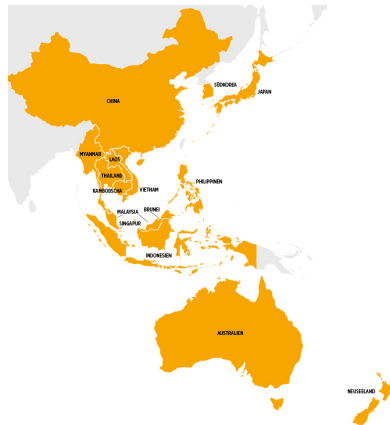 SÜDKOREA
CHINA
JAPAN
MYANMAR
LAOS
THAILAND
KAMBODSCHA
VIETNAM
PHILIPPINEN
MALAYSIA
BRUNEI
SINGAPUR
INDONESIEN
AUSTRALIEN
NEUSEELAND